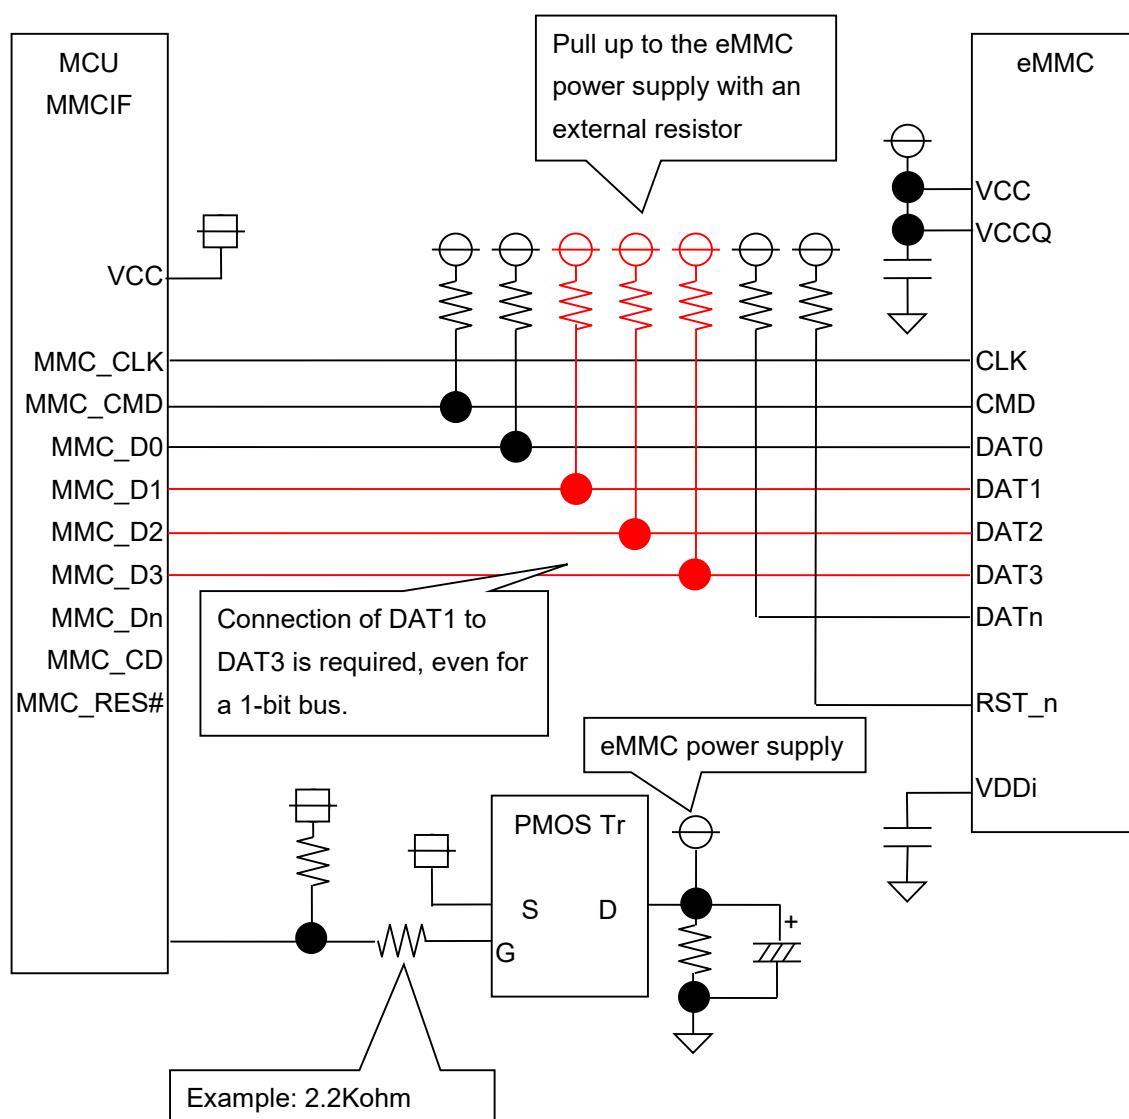 MCU
MMCIF
VCC
MMC_CLK
MMC_CMD
MMC_D0
MMC_D1
MMC_D2
MMC_D3
MMC_Dn
MMC_CD
MMC_RES#
Pull up to the eMMC
power supply with an
external resistor
eMMC
VCC
VCCQ
CLK
CMD
DAT0
DAT1
DAT2
DAT3
DATn
RST_n
VDDi
Connection of DAT1 to
DAT3 is required, even for
a 1-bit bus.
eMMC power supply
PMOS Tr
S
D
G
+
Example: 2.2Kohm